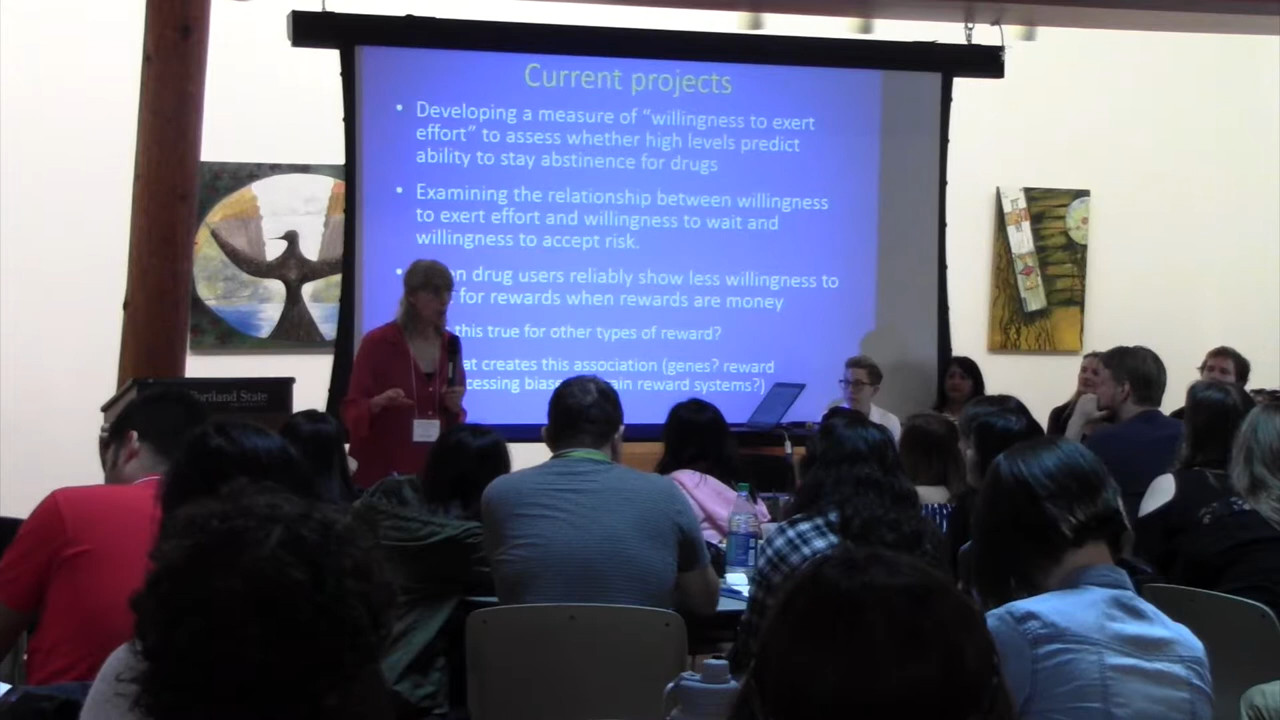 Current projects
• Developing a measure of “willingness to exert
effort” to assess whether high levels predict
ability to stay abstinence for drugs
• Examining the relationship between willingness
to exert effort and willingness to wait and
willingness to accept risk.
• drug users reliably show less willingness to
for rewards when rewards are money
this true for other types of reward?
creates this association (genes? reward
reward systems?)
Portland State